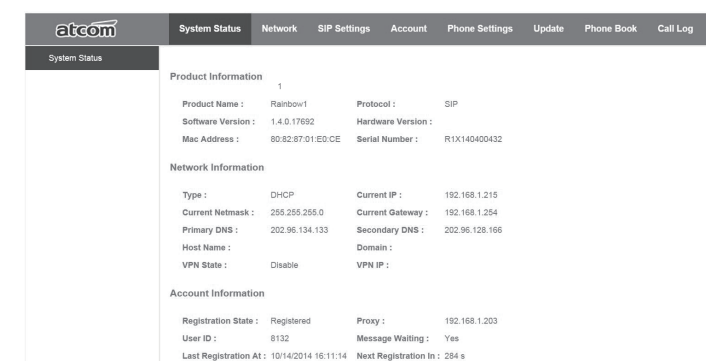 atcom System Status Network SIP Settings Account Phone Settings Update Phone Book Call Log
System Status
Product Information
1
Product Name : Rainbow1 Protocol : SIP
Software Version : 1.4.0.17692 Hardware Version :
Mac Address : 80:82:87:01:E0:CE Serial Number : R1X140400432
Network Information
Type : DHCP Current IP : 192.168.1.215
Current Netmask : 255.255.255.0 Current Gateway : 192.168.1.254
Primary DNS : 202.96.134.133 Secondary DNS : 202.96.128.166
Host Name : Domain :
VPN State : Disable VPN IP :
Account Information
Registration State : Registered Proxy : 192.168.1.203
User ID : 8132 Message Waiting : Yes
Last Registration At : 10/14/2014 16:11:14 Next Registration In : 284 s